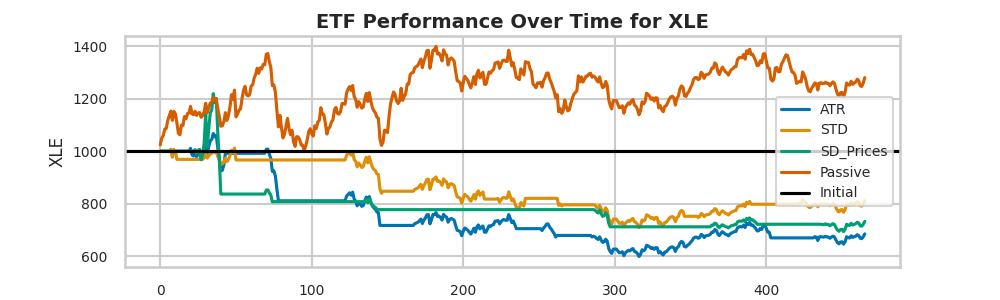 ETF Performance Over Time for XLE
XLE
1400
1200
1000
800
600
0
100
200
300
400
ATR
STD
SD_Prices
Passive
Initial